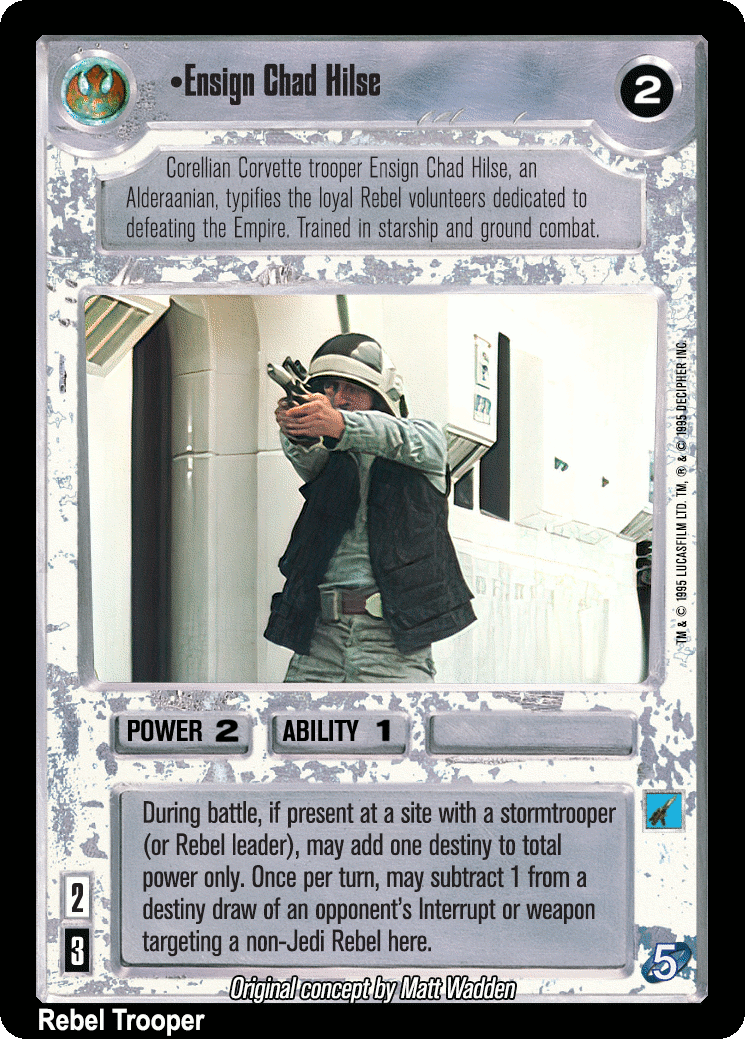 •Ensign Chad Hilse
2
Corellian Corvette trooper Ensign Chad Hilse, an
Alderaanian, typifies the loyal Rebel volunteers dedicated to
defeating the Empire. Trained in starship and ground combat.
TM & © 1995 LUCASFILM LTD. TM, ® & © 1995 DECIPHER INC.
POWER 2
ABILITY 1
During battle, if present at a site with a stormtrooper
(or Rebel leader), may add one destiny to total
power only. Once per turn, may subtract 1 from a
destiny draw of an opponent's Interrupt or weapon
targeting a non-Jedi Rebel here.
2
3
5
Original concept by Matt Wadden
Rebel Trooper